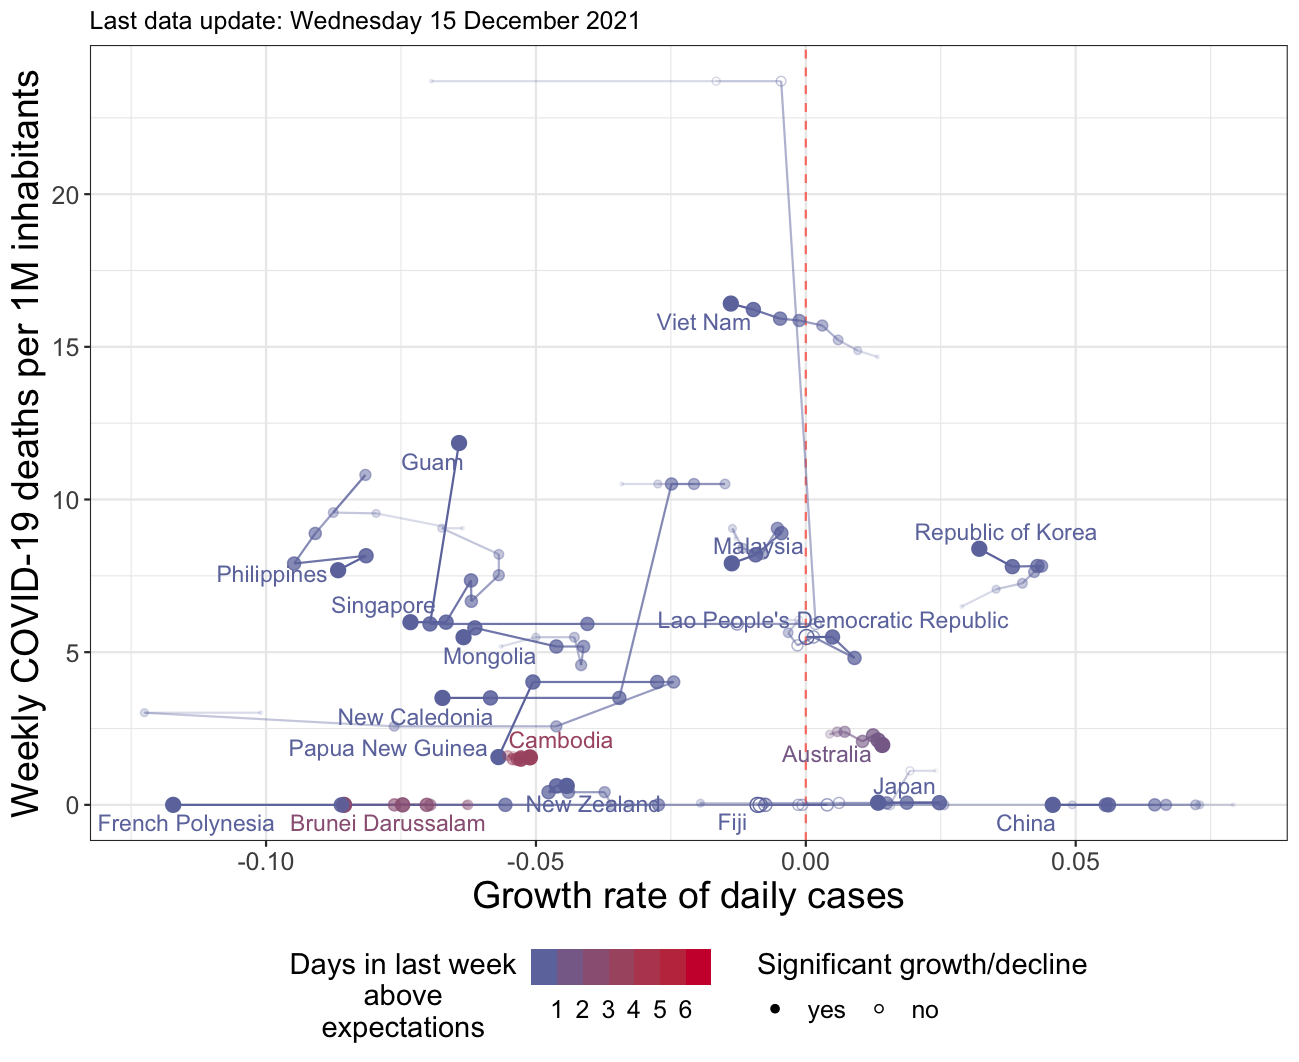 Last data update: Wednesday 15 December 2021
Weekly COVID-19 deaths per 1M inhabitants
20
15
10
5
0
Viet Nam
Guam
Republic of Korea
Malaysia
Philippines
Singapore
Lao People's Democratic Republic
Mongolia
New Caledonia
Papua New Guinea
Cambodia
Australia
Japan
New Zealand
French Polynesia
Brunei Darussalam
Fiji
China
-0.10
-0.05
0.00
0.05
Growth rate of daily cases
Days in last week
above
expectations
1 2 3 4 5 6
Significant growth/decline
yes
no